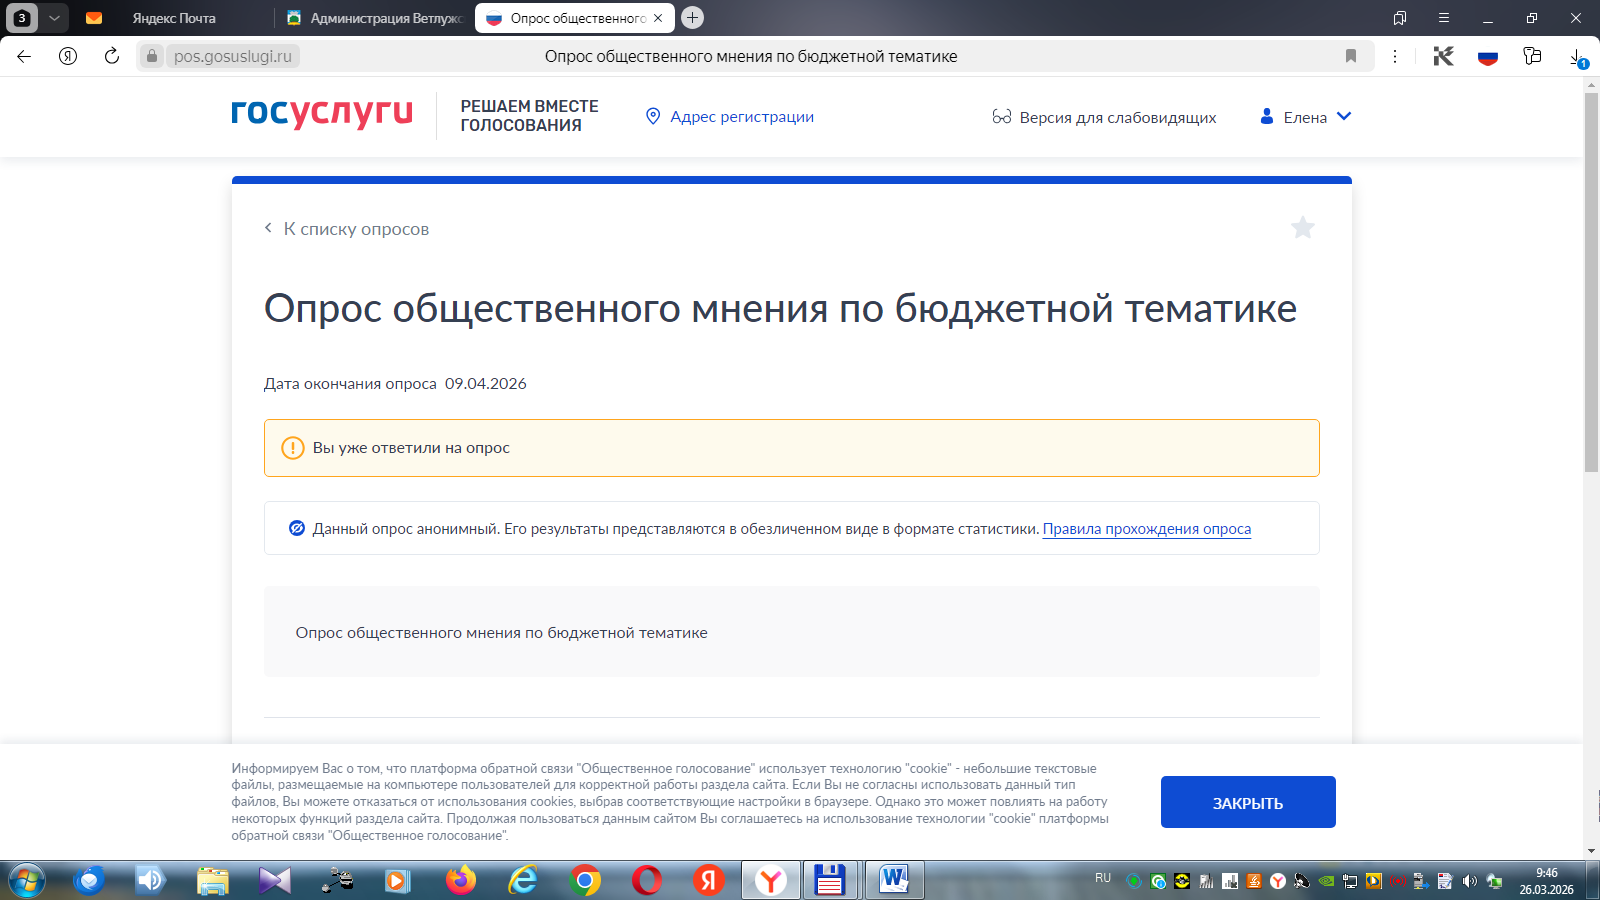 3
Яндекс Почта
Администрация Ветлужс
Опрос общественного
pos.gosuslugi.ru
Опрос общественного мнения по бюджетной тематике
1
госуслуги
РЕШАЕМ ВМЕСТЕ
ГОЛОСОВАНИЯ
Адрес регистрации
Версия для слабовидящих
Елена
К списку опросов
Опрос общественного мнения по бюджетной тематике
Дата окончания опроса 09.04.2026
Вы уже ответили на опрос
Данный опрос анонимный. Его результаты представляются в обезличенном виде в формате статистики. Правила прохождения опроса
Опрос общественного мнения по бюджетной тематике
Информируем Вас о том, что платформа обратной связи "Общественное голосование" использует технологию "cookie" - небольшие текстовые
файлы, размещаемые на компьютере пользователей для корректной работы раздела сайта. Если Вы не согласны использовать данный тип
файлов, Вы можете отказаться от использования cookies, выбрав соответствующие настройки в браузере. Однако это может повлиять на работу
некоторых функций раздела сайта. Продолжая пользоваться данным сайтом Вы соглашаетесь на использование технологии "cookie" платформы
обратной связи "Общественное голосование".
ЗАКРЫТЬ
RU
9:46
26.03.2026